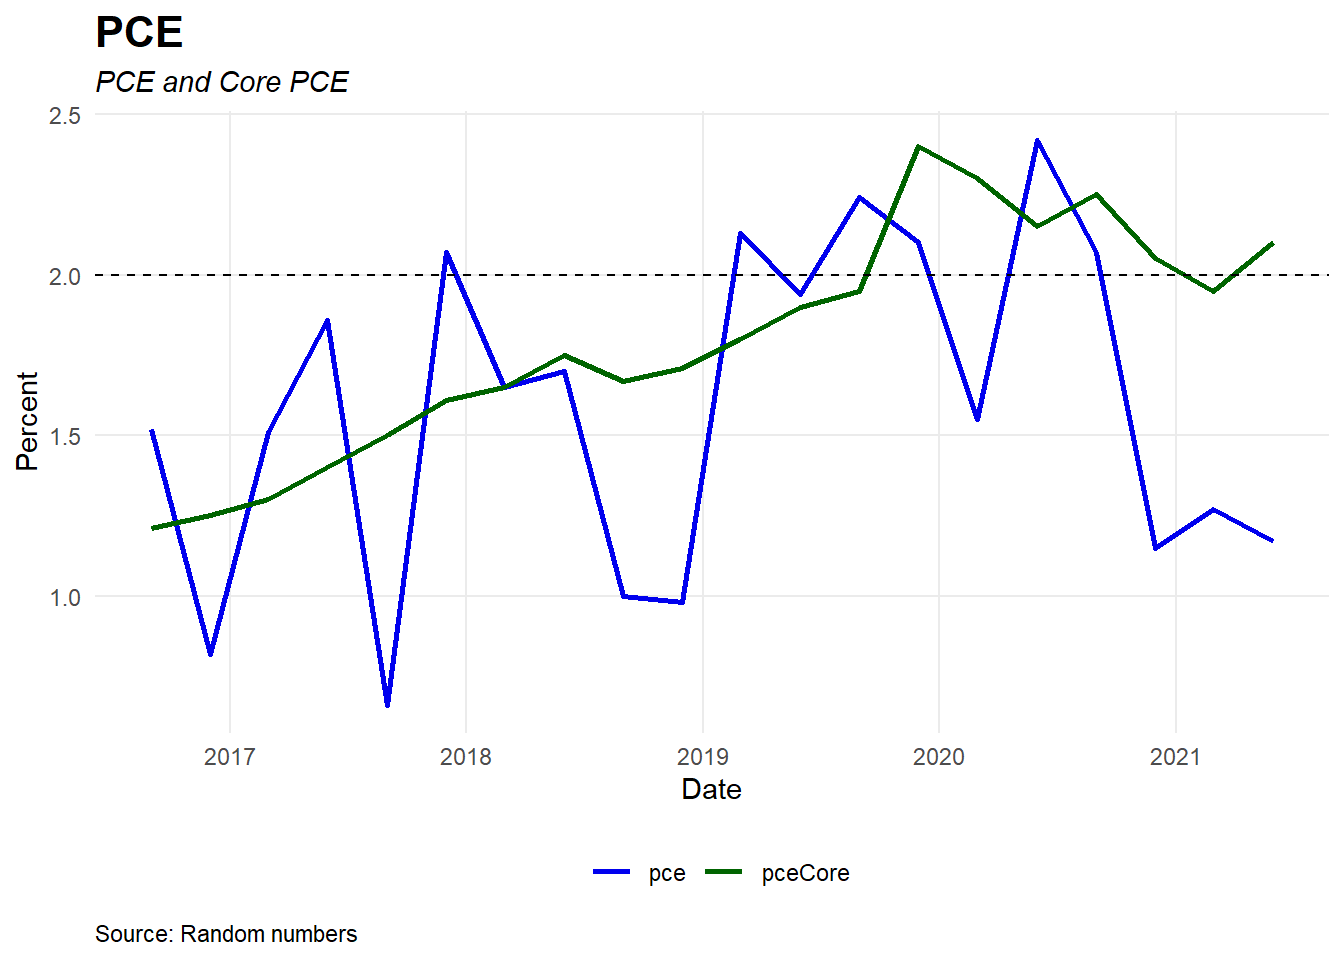 PCE
PCE and Core PCE
2.5
2.0
1.5
1.0
Percent
2017 2018 2019 2020 2021
Date
pce pceCore
Source: Random numbers